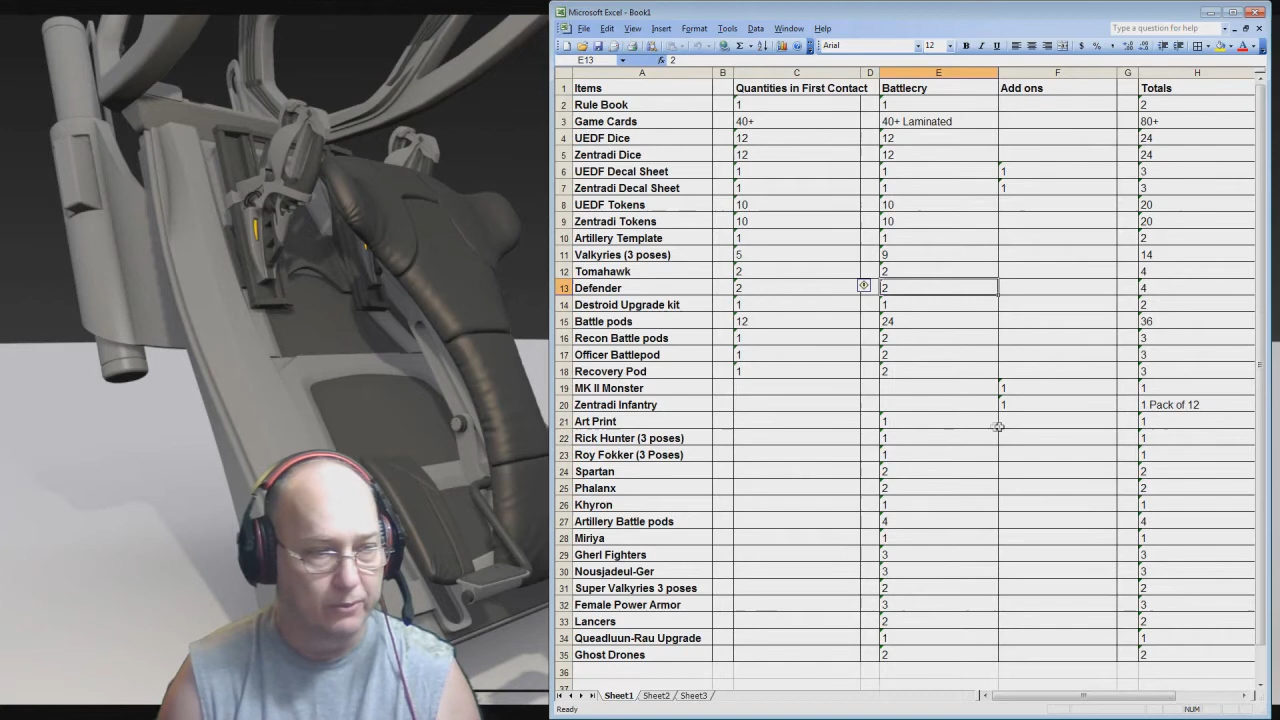 Microsoft Excel - Book1
File Edit View Insert Format Tools Data Window Help
Type a question for help
Arial 12
E13 fx 2
A B C D E F G H
1 Items Quantities in First Contact Battlecry Add ons Totals
2 Rule Book 1 1 2
3 Game Cards 40+ 40+ Laminated 80+
4 UEDF Dice 12 12 24
5 Zentradi Dice 12 12 24
6 UEDF Decal Sheet 1 1 1 3
7 Zentradi Decal Sheet 1 1 1 3
8 UEDF Tokens 10 10 20
9 Zentradi Tokens 10 10 20
10 Artillery Template 1 1 2
11 Valkyries (3 poses) 5 9 14
12 Tomahawk 2 2 4
13 Defender 2 2 4
14 Destroid Upgrade kit 1 1 2
15 Battle pods 12 24 36
16 Recon Battle pods 1 2 3
17 Officer Battlepod 1 2 3
18 Recovery Pod 1 2 3
19 MK II Monster 1 1
20 Zentradi Infantry 1 1 Pack of 12
21 Art Print 1 1
22 Rick Hunter (3 poses) 1 1
23 Roy Fokker (3 Poses) 1 1
24 Spartan 2 2
25 Phalanx 2 2
26 Khyron 1 1
27 Artillery Battle pods 4 4
28 Miriya 1 1
29 Gherl Fighters 3 3
30 Nousjadeul-Ger 3 3
31 Super Valkyries 3 poses 2 2
32 Female Power Armor 3 3
33 Lancers 2 2
34 Queadluun-Rau Upgrade 1 1
35 Ghost Drones 2 2
36
37
Sheet1 Sheet2 Sheet3
Ready NUM